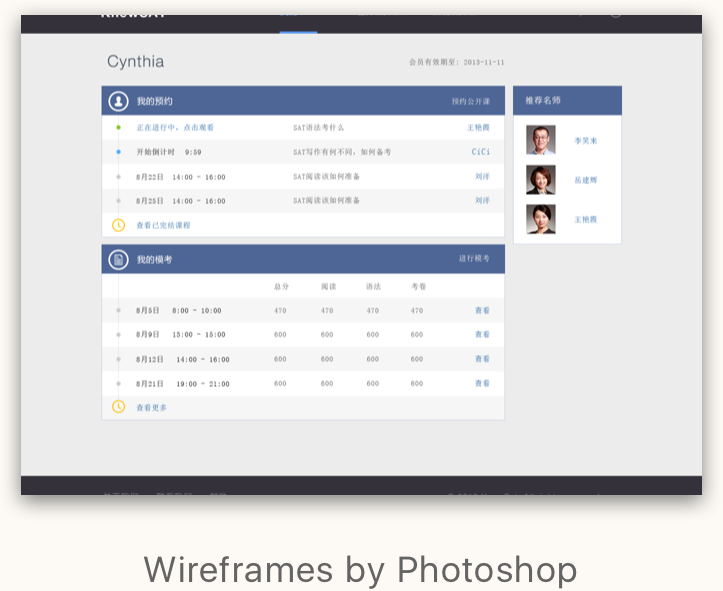 Cynthia
会员有效期至: 2013-11-11
我的预约 预约公开课
正在进行中，点击观看 SAT语法考什么 王艳霞
开始倒计时 9:59 SAT写作有何不同，如何备考 CiCi
8月22日 14:00 - 16:00 SAT阅读该如何准备 刘洋
8月25日 14:00 - 16:00 SAT阅读该如何准备 刘洋
查看已完结课程
推荐名师
李笑来
岳建辉
王艳霞
我的模考 进行模考
总分 阅读 语法 考卷
8月5日 8:00 - 10:00 470 470 470 470 查看
8月9日 13:00 - 15:00 600 600 600 600 查看
8月12日 14:00 - 16:00 600 600 600 600 查看
8月21日 19:00 - 21:00 600 600 600 600 查看
查看更多
Wireframes by Photoshop